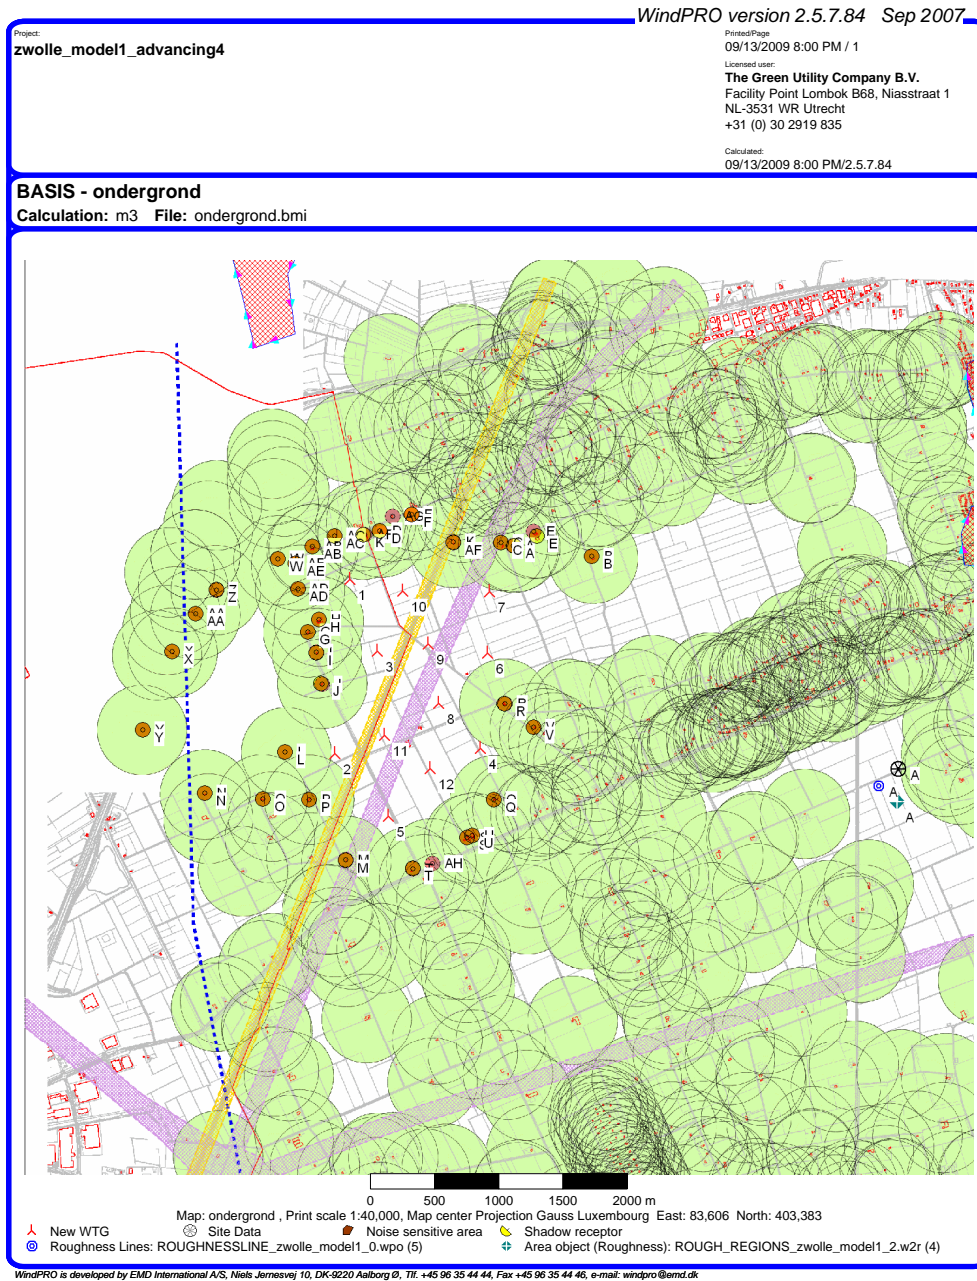 WindPRO version 2.5.7.84 Sep 2007
Project:
zwolle_model1_advancing4
Printed/Page
09/13/2009 8:00 PM / 1
Licensed user:
The Green Utility Company B.V.
Facility Point Lombok B68, Niasstraat 1
NL-3531 WR Utrecht
+31 (0) 30 2919 835
Calculated:
09/13/2009 8:00 PM/2.5.7.84
BASIS - ondergrond
Calculation: m3 File: ondergrond.bmi
F
D
K
AC
AB
AF
C
A
E
B
W
AE
AD
Z
AA
H
G
I
J
X
Y
1
10
7
3
9
6
8
R
V
11
2
4
12
L
N
O
P
5
Q
U
M
T
AH
A
A
A
0 500 1000 1500 2000 m
Map: ondergrond , Print scale 1:40,000, Map center Projection Gauss Luxembourg East: 83,606 North: 403,383
New WTG Site Data Noise sensitive area Shadow receptor
Roughness Lines: ROUGHNESSLINE_zwolle_model1_0.wpo (5) Area object (Roughness): ROUGH_REGIONS_zwolle_model1_2.w2r (4)
WindPRO is developed by EMD International A/S, Niels Jernesvej 10, DK-9220 Aalborg Ø, Tlf. +45 96 35 44 44, Fax +45 96 35 44 46, e-mail: windpro@emd.dk